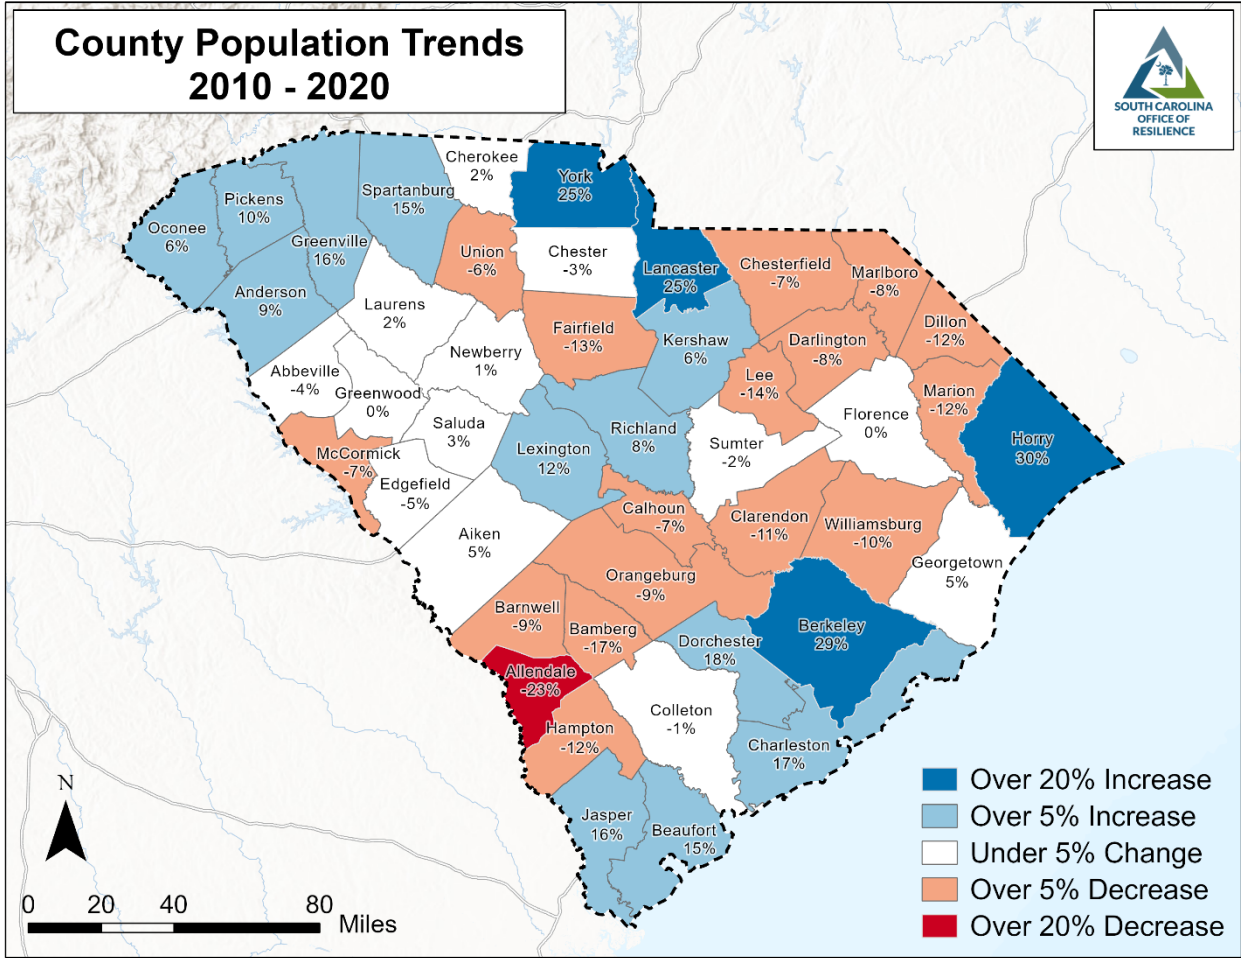 County Population Trends
2010 - 2020
SOUTH CAROLINA
OFFICE OF
RESILIENCE
Cherokee
2%
York
25%
Spartanburg
15%
Pickens
10%
Oconee
6%
Greenville
16%
Union
-6%
Chester
-3%
Lancaster
25%
Chesterfield
-7%
Marlboro
-8%
Anderson
9%
Laurens
2%
Fairfield
-13%
Kershaw
6%
Darlington
-8%
Dillon
-12%
Newberry
1%
Abbeville
-4%
Greenwood
0%
Lee
-14%
Marion
-12%
Saluda
3%
Richland
8%
Sumter
-2%
Florence
0%
Horry
30%
McCormick
-7%
Edgefield
-5%
Lexington
12%
Calhoun
-7%
Clarendon
-11%
Williamsburg
-10%
Aiken
5%
Georgetown
5%
Orangeburg
-9%
Barnwell
-9%
Bamberg
-17%
Dorchester
18%
Berkeley
29%
Allendale
-23%
Colleton
-1%
Hampton
-12%
Charleston
17%
Jasper
16%
Beaufort
15%
N
0 20 40 80 Miles
Over 20% Increase
Over 5% Increase
Under 5% Change
Over 5% Decrease
Over 20% Decrease